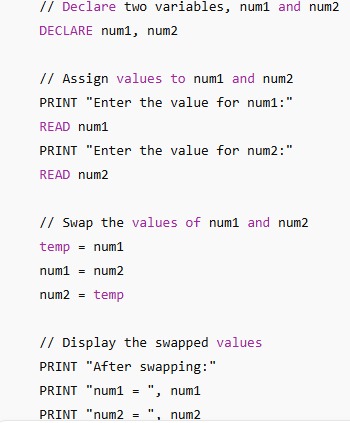 // Declare two variables, num1 and num2
DECLARE num1, num2
// Assign values to num1 and num2
PRINT "Enter the value for num1:"
READ num1
PRINT "Enter the value for num2:"
READ num2
// Swap the values of num1 and num2
temp = num1
num1 = num2
num2 = temp
// Display the swapped values
PRINT "After swapping:"
PRINT "num1 = ", num1
PRINT "num2 = ", num2